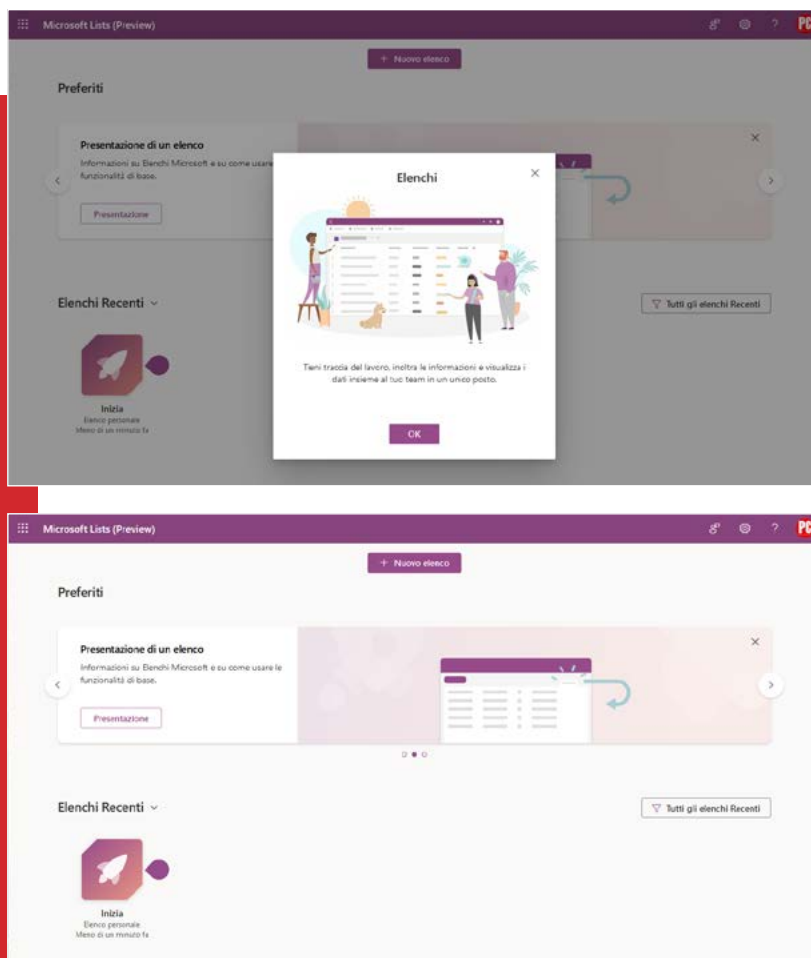 Microsoft Lists (Preview)
?
PC
+ Nuovo elenco
Preferiti
Presentazione di un elenco
Informazioni su Elenchi Microsoft e su come usare
funzionalità di base.
Presentazione
Elenchi
Tieni traccia del lavoro, inoltra le informazioni e visualizza i
dati insieme al tuo team in un unico posto.
OK
Elenchi Recenti
Tutti gli elenchi Recenti
Inizia
Elenco personale
Meno di un minuto fa
Microsoft Lists (Preview)
?
PC
+ Nuovo elenco
Preferiti
Presentazione di un elenco
Informazioni su Elenchi Microsoft e su come usare le
funzionalità di base.
Presentazione
Elenchi Recenti
Tutti gli elenchi Recenti
Inizia
Elenco personale
Meno di un minuto fa